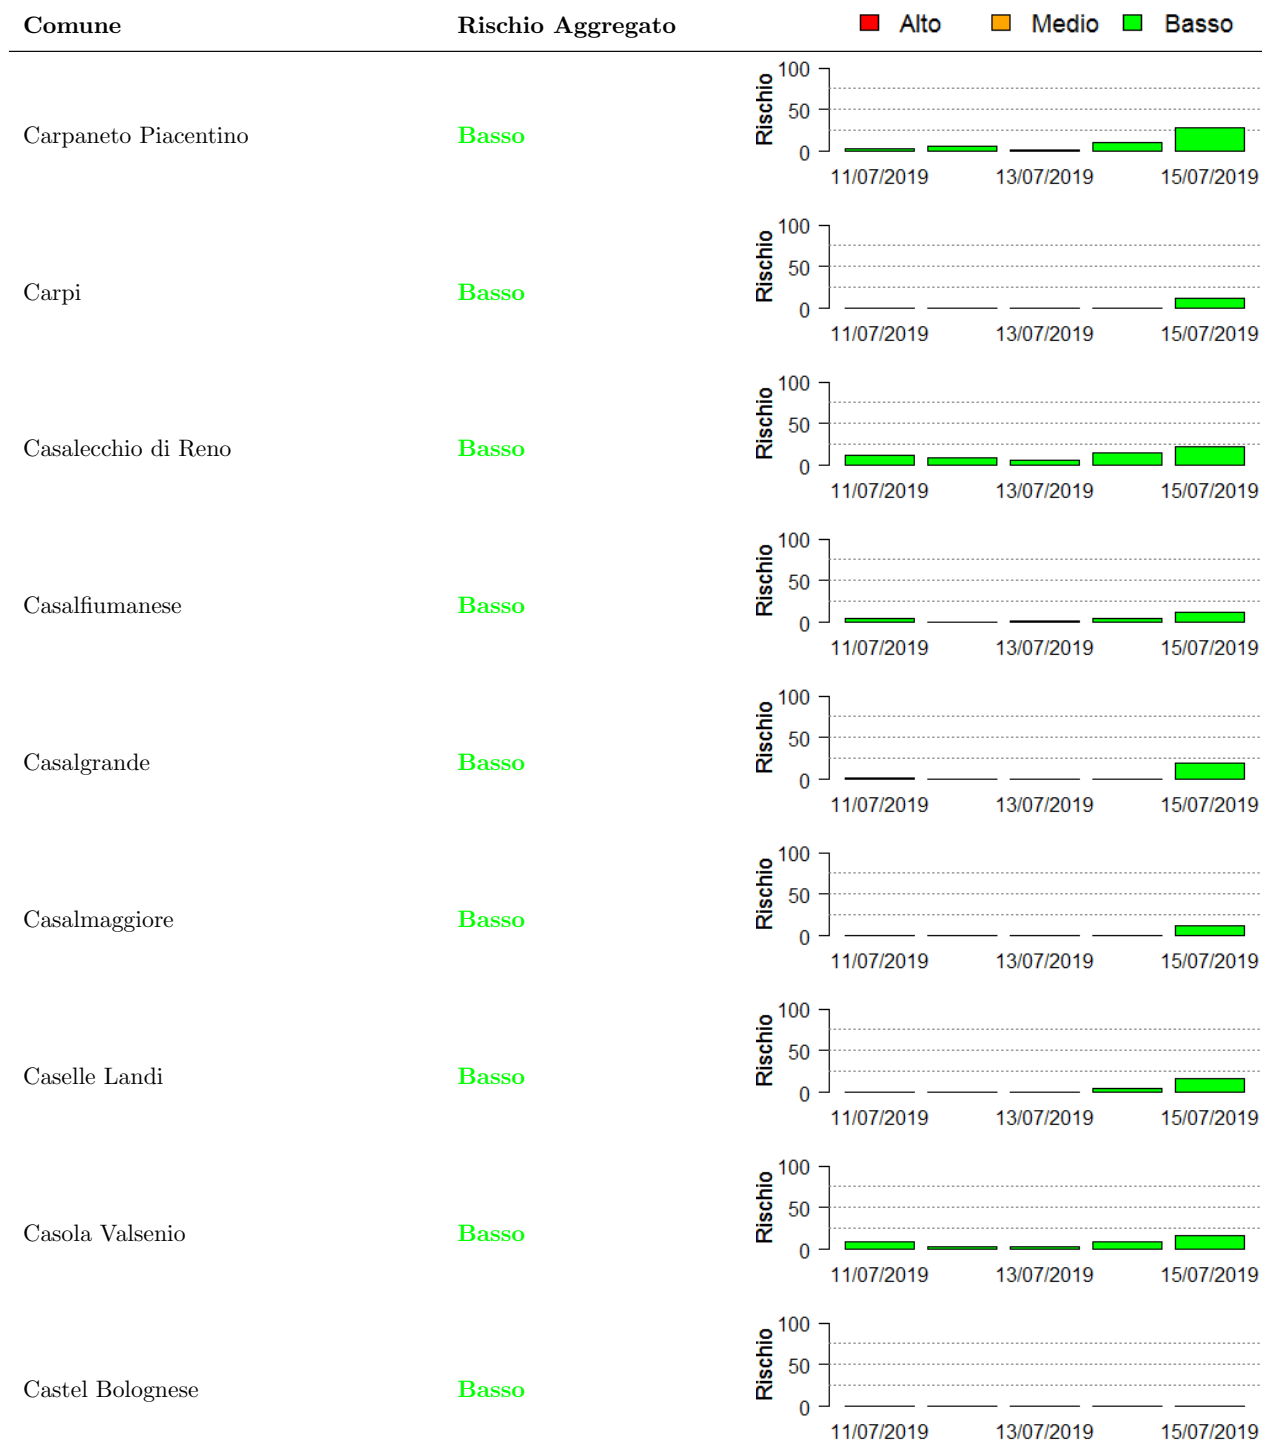 Comune Rischio Aggregato Alto Medio Basso
Carpaneto Piacentino Basso
Rischio
100
50
0
11/07/2019 13/07/2019 15/07/2019
Carpi Basso
Rischio
100
50
0
11/07/2019 13/07/2019 15/07/2019
Casalecchio di Reno Basso
Rischio
100
50
0
11/07/2019 13/07/2019 15/07/2019
Casalfiumanese Basso
Rischio
100
50
0
11/07/2019 13/07/2019 15/07/2019
Casalgrande Basso
Rischio
100
50
0
11/07/2019 13/07/2019 15/07/2019
Casalmaggiore Basso
Rischio
100
50
0
11/07/2019 13/07/2019 15/07/2019
Caselle Landi Basso
Rischio
100
50
0
11/07/2019 13/07/2019 15/07/2019
Casola Valsenio Basso
Rischio
100
50
0
11/07/2019 13/07/2019 15/07/2019
Castel Bolognese Basso
Rischio
100
50
0
11/07/2019 13/07/2019 15/07/2019